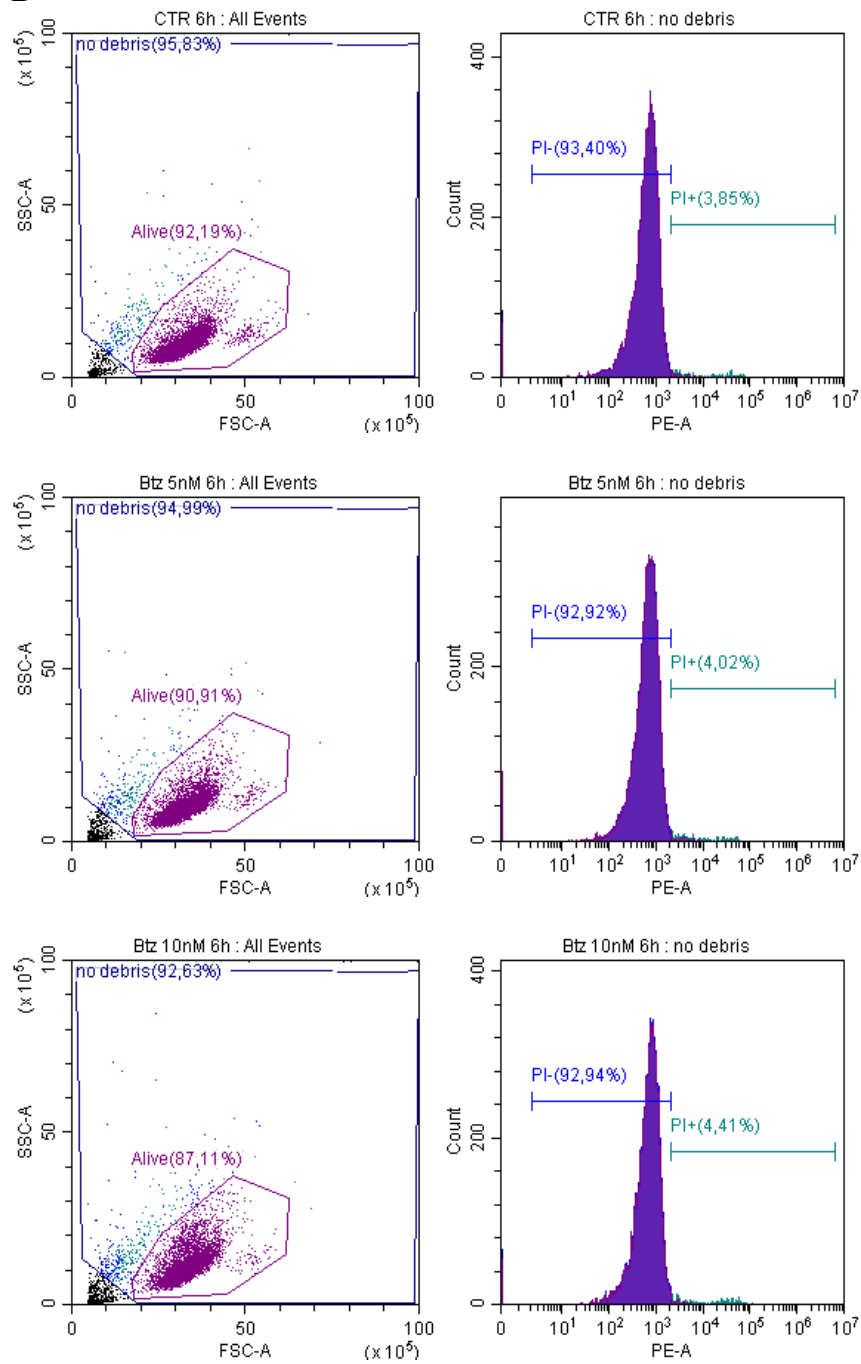 CTR 6h : All Events
(x 10⁵)
100
no debris(95,83%)
SSC-A
50
Alive(92,19%)
0
0 50 100
FSC-A (x 10⁵)
CTR 6h : no debris
400
PI-(93,40%)
PI+(3,85%)
Count
200
0
0 10¹ 10² 10³ 10⁴ 10⁵ 10⁶ 10⁷
PE-A
Btz 5nM 6h : All Events
(x 10⁵)
100
no debris(94,99%)
SSC-A
50
Alive(90,91%)
0
0 50 100
FSC-A (x 10⁵)
Btz 5nM 6h : no debris
PI-(92,92%)
PI+(4,02%)
Count
200
0
0 10¹ 10² 10³ 10⁴ 10⁵ 10⁶ 10⁷
PE-A
Btz 10nM 6h : All Events
(x 10⁵)
100
no debris(92,63%)
SSC-A
50
Alive(87,11%)
0
0 50 100
FSC-A (x 10⁵)
Btz 10nM 6h : no debris
400
PI-(92,94%)
PI+(4,41%)
Count
200
0
0 10¹ 10² 10³ 10⁴ 10⁵ 10⁶ 10⁷
PE-A